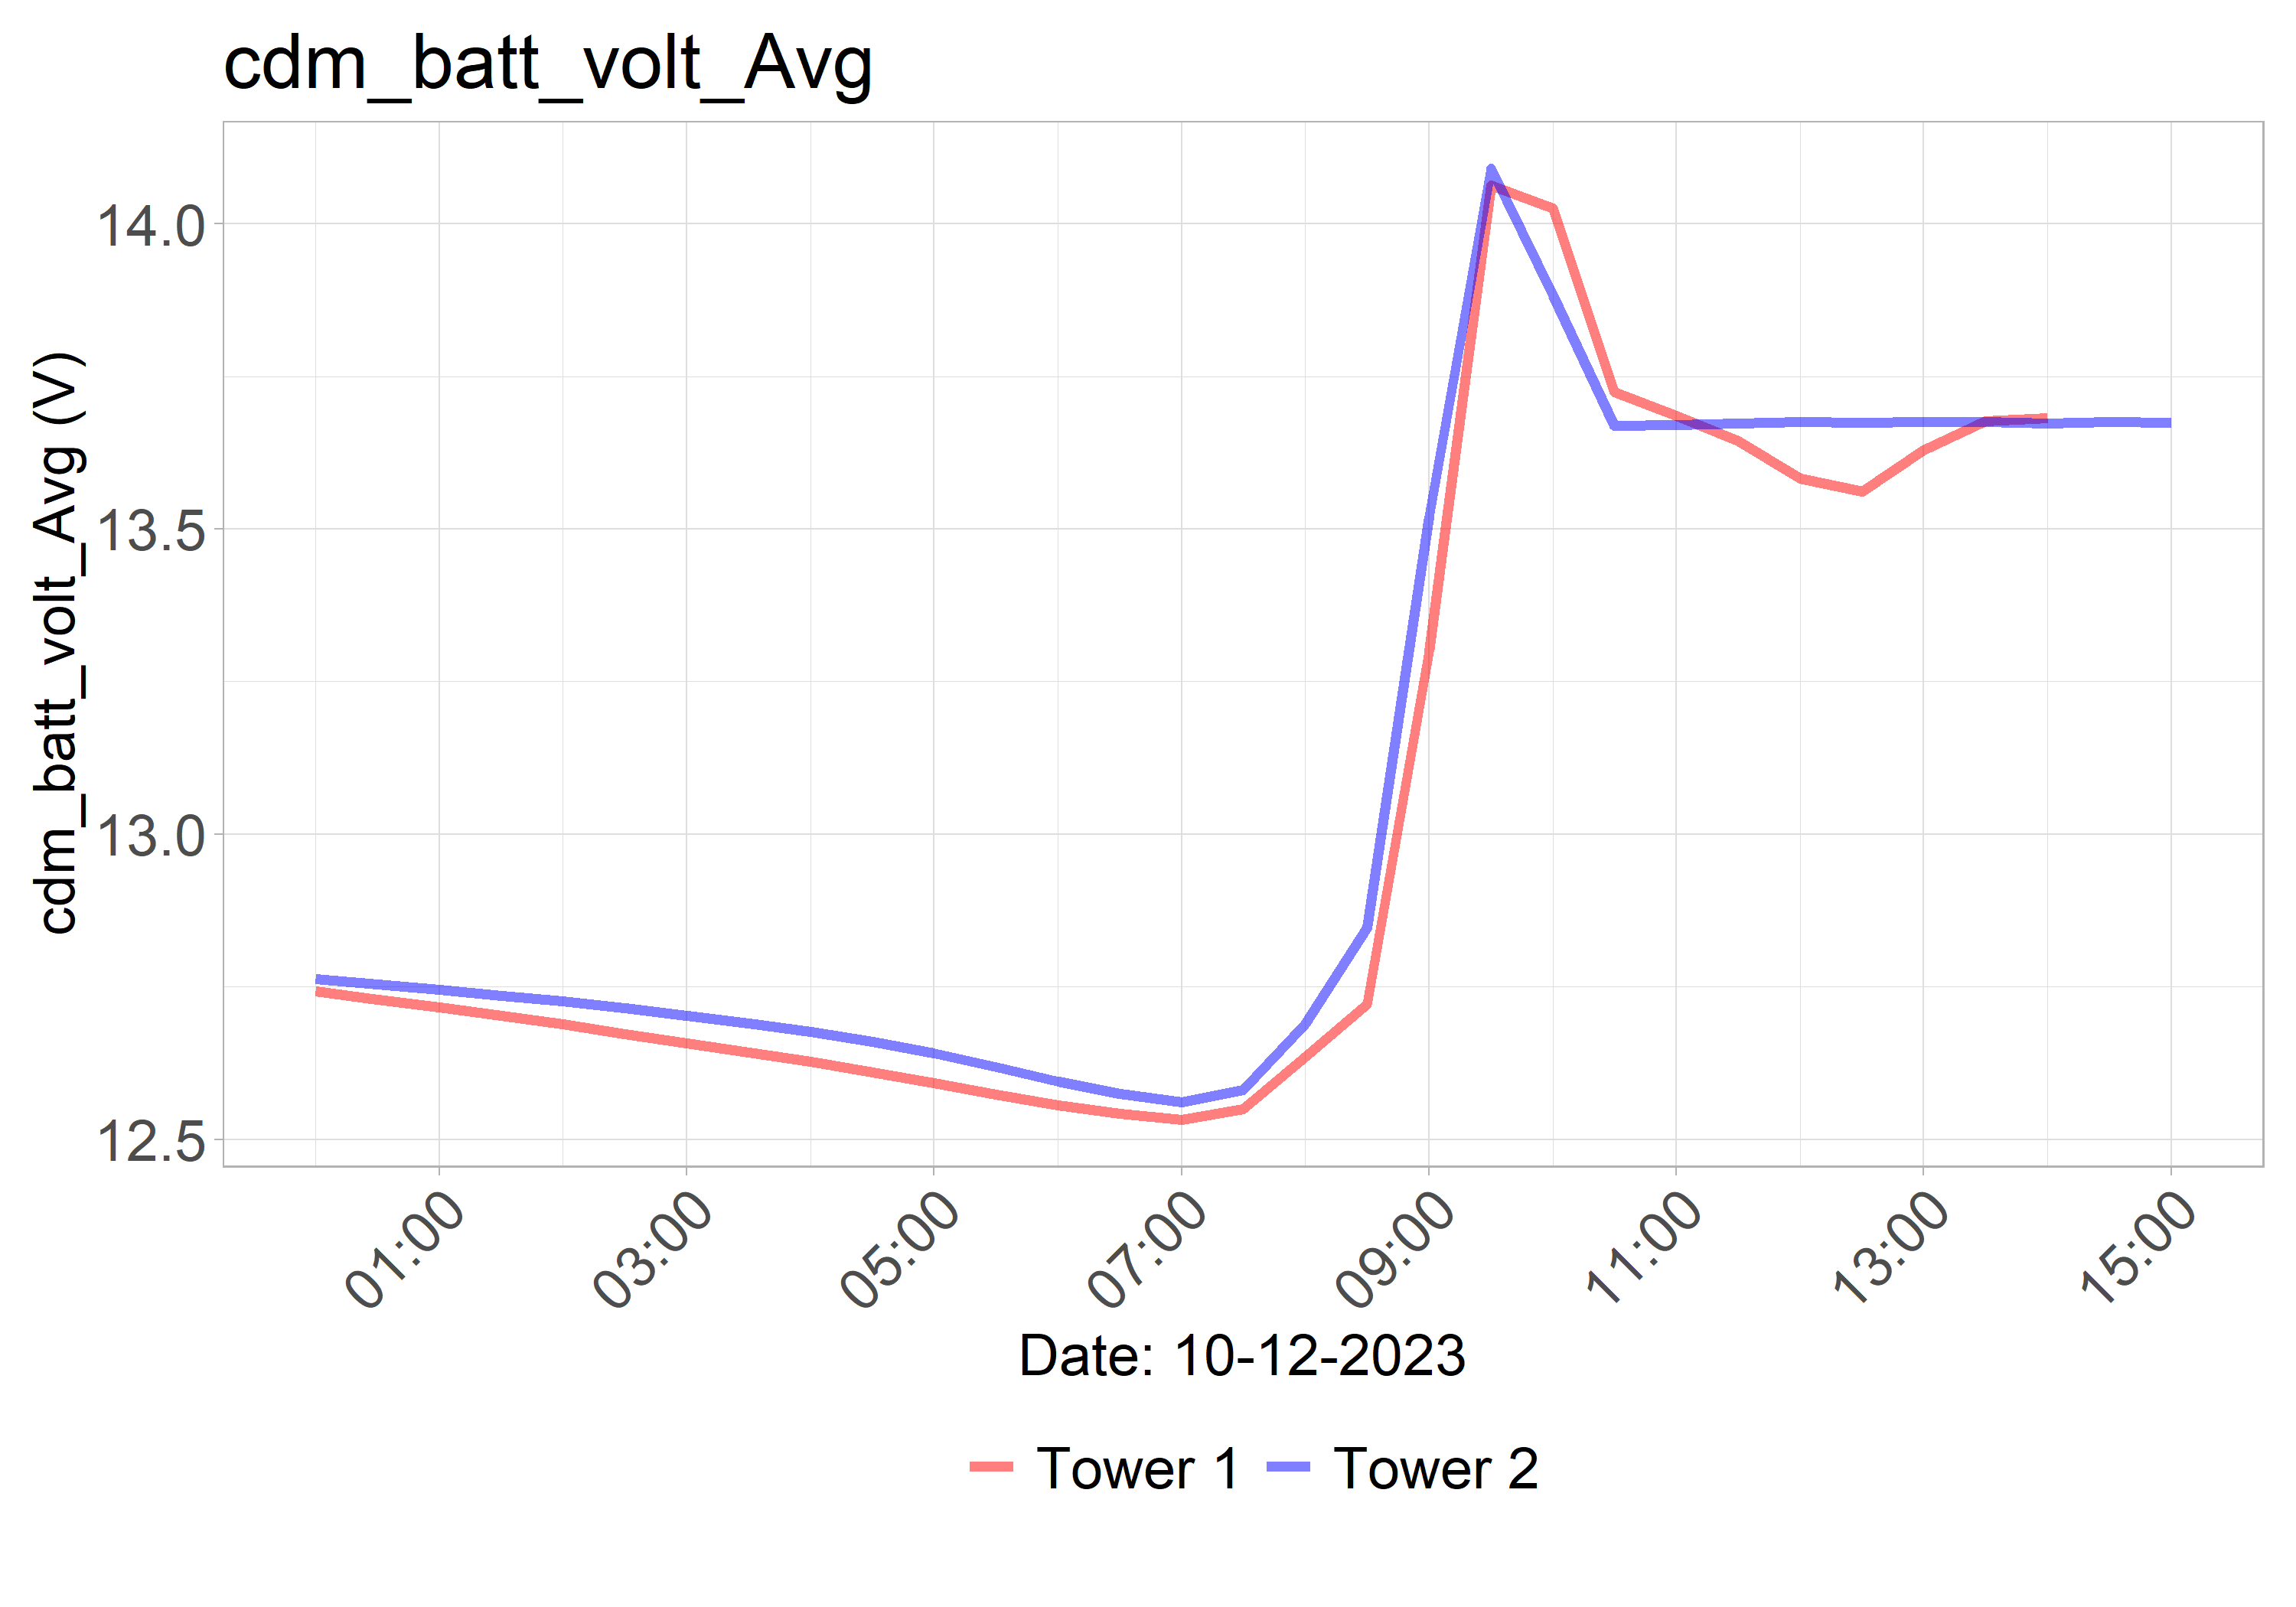 cdm_batt_volt_Avg
cdm_batt_volt_Avg (V)
14.0
13.5
13.0
12.5
01:00
03:00
05:00
07:00
09:00
11:00
13:00
15:00
Date: 10-12-2023
Tower 1
Tower 2